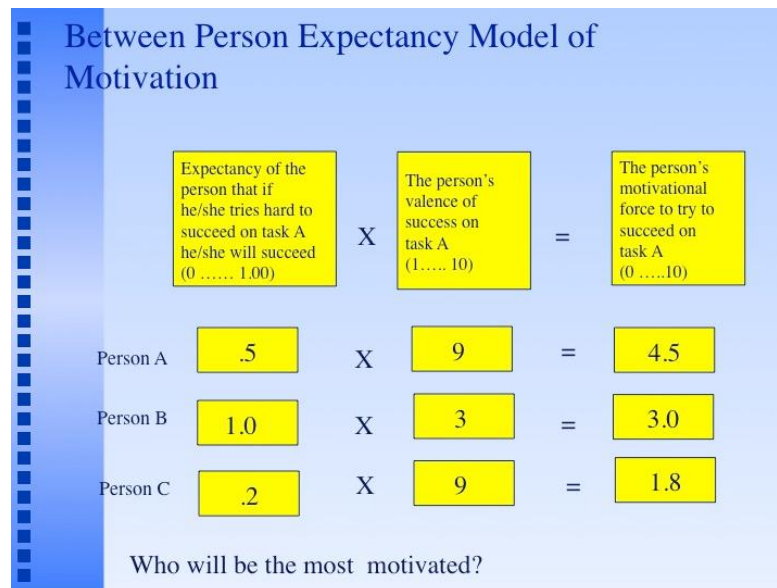 Between Person Expectancy Model of
Motivation
Expectancy of the
person that if
he/she tries hard to
succeed on task A
he/she will succeed
(0 …… 1.00)
X
The person's
valence of
success on
task A
(1….. 10)
=
The person's
motivational
force to try to
succeed on
task A
(0 …..10)
Person A .5 X 9 = 4.5
Person B 1.0 X 3 = 3.0
Person C .2 X 9 = 1.8
Who will be the most  motivated?